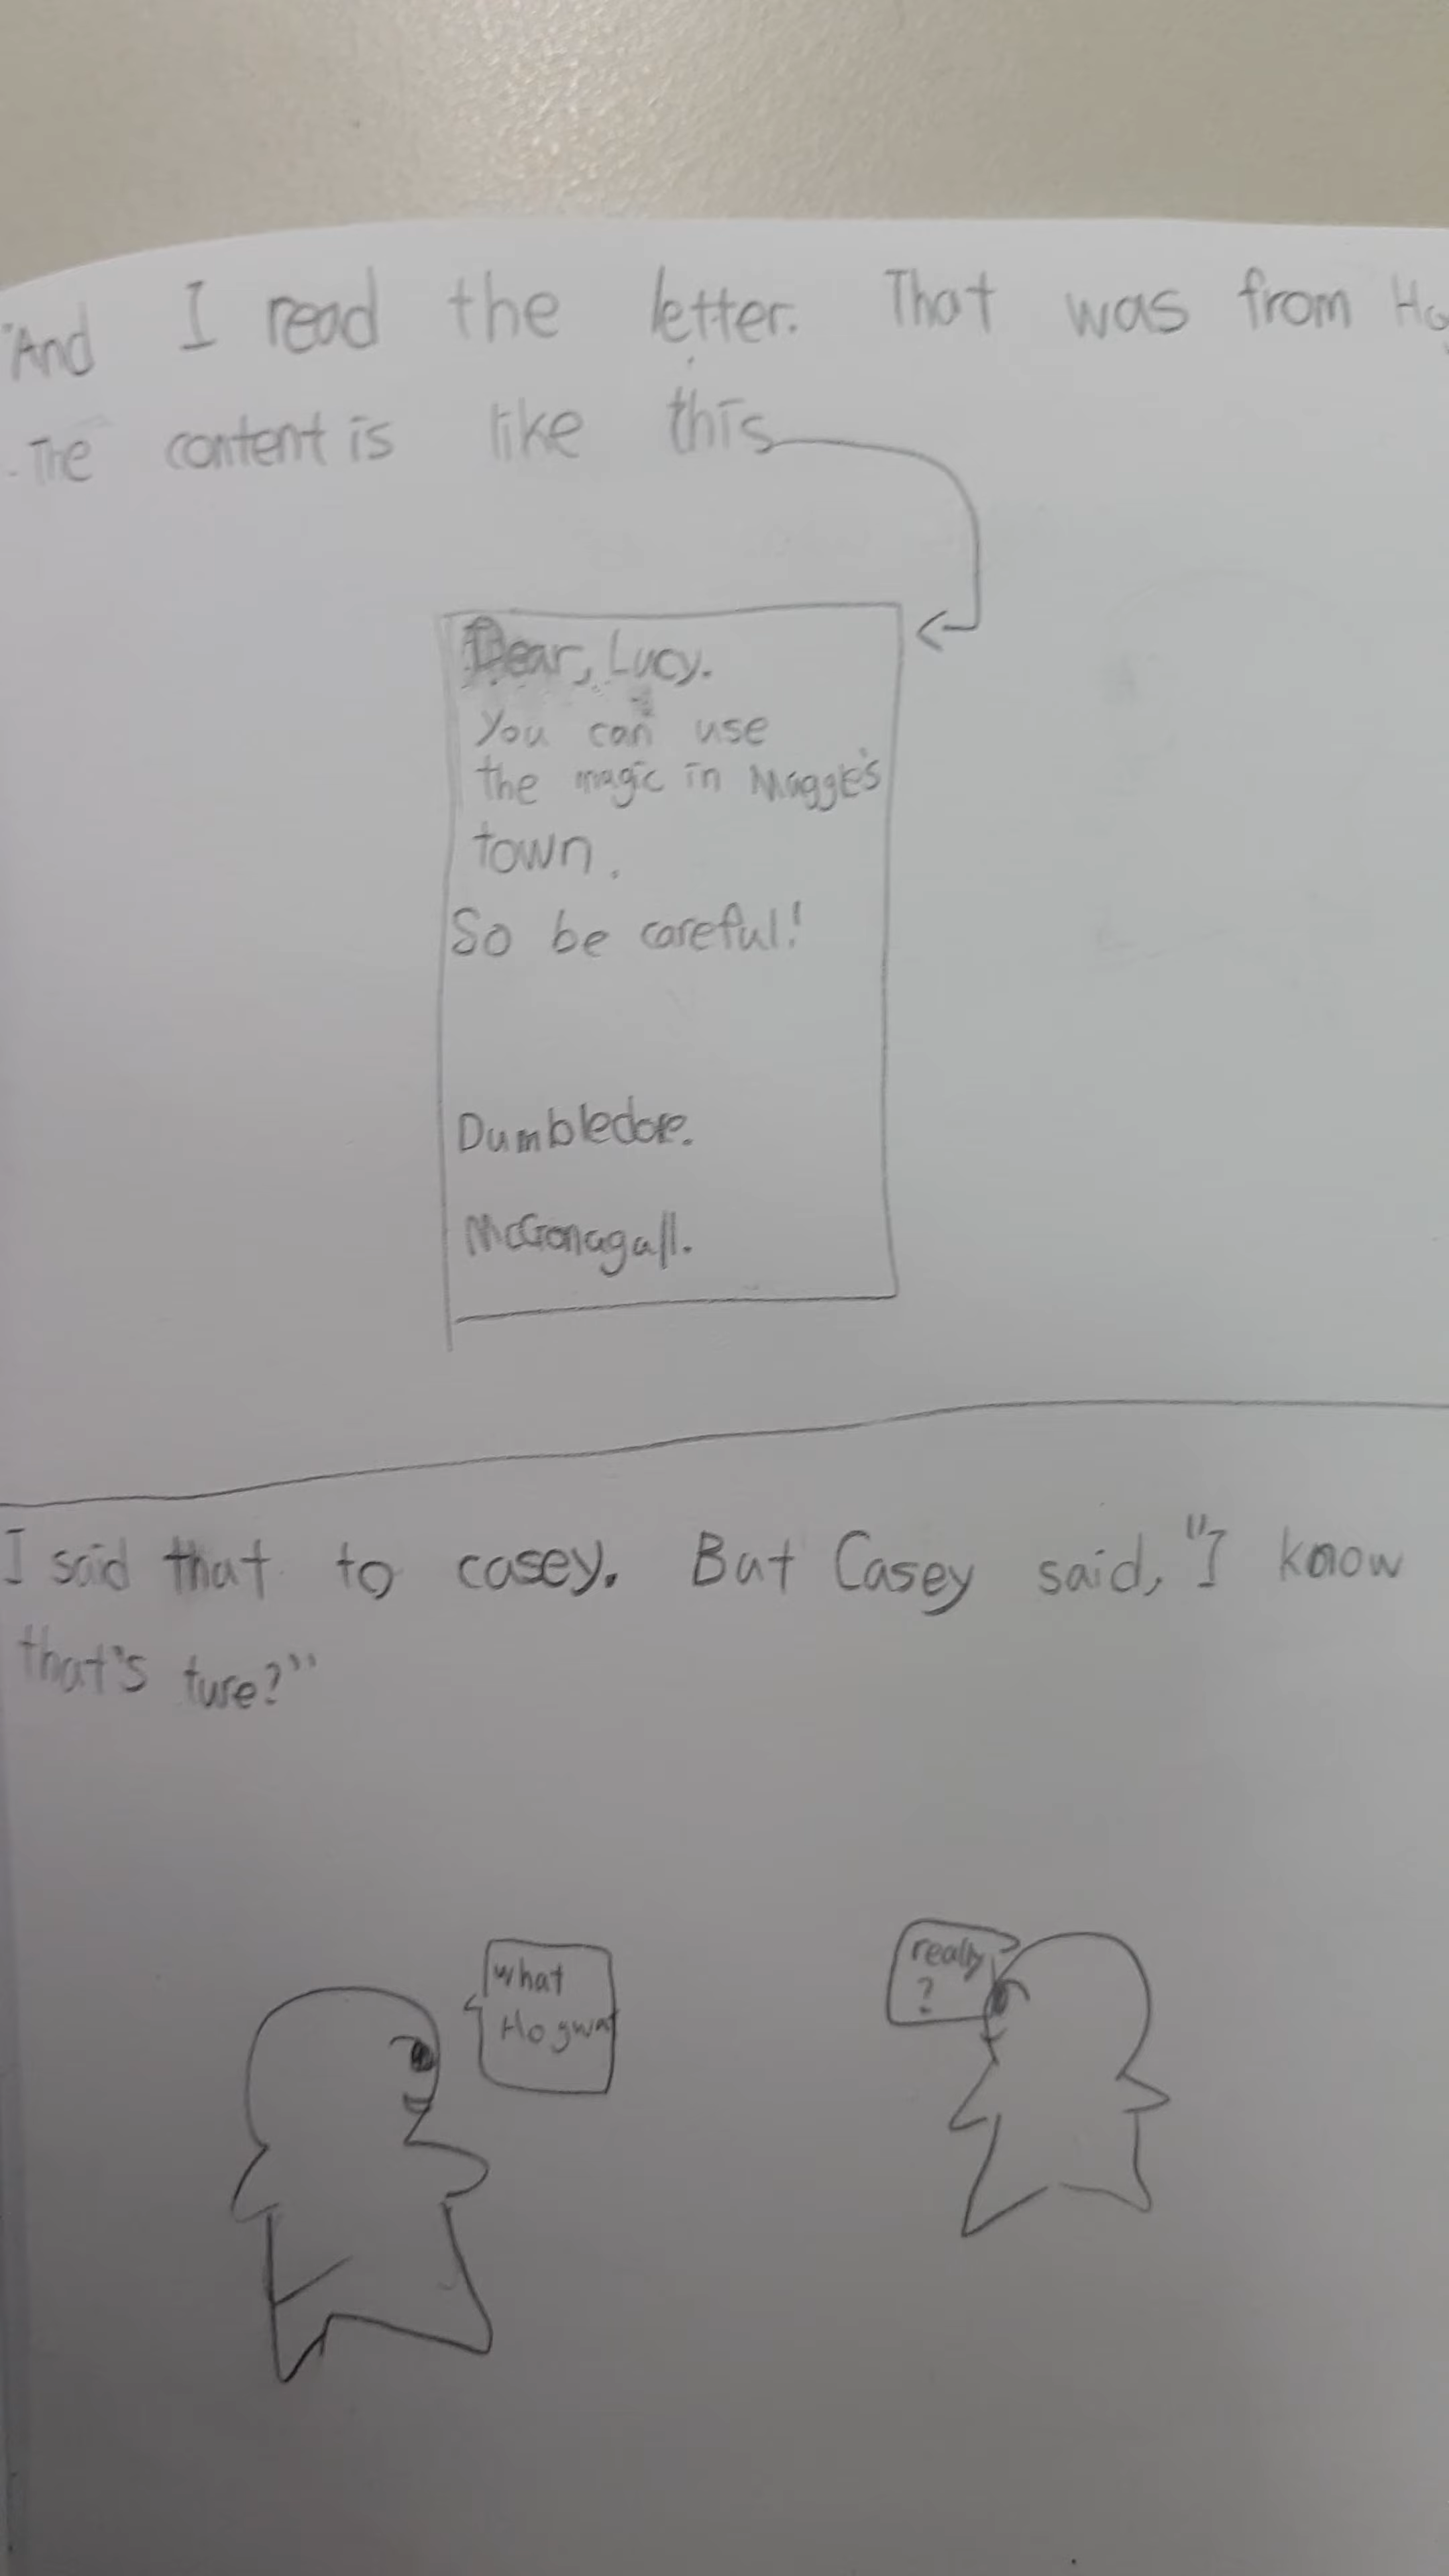 "And I read the letter. That was from Ho
.The content is like this
Dear, Lucy.
You can use
the magic in Muggle's
town.
So be careful!
Dumbledore.
McGonagall.
I said that to casey. But Casey said, "I know
that's ture?"
what
Hogwa
really
?